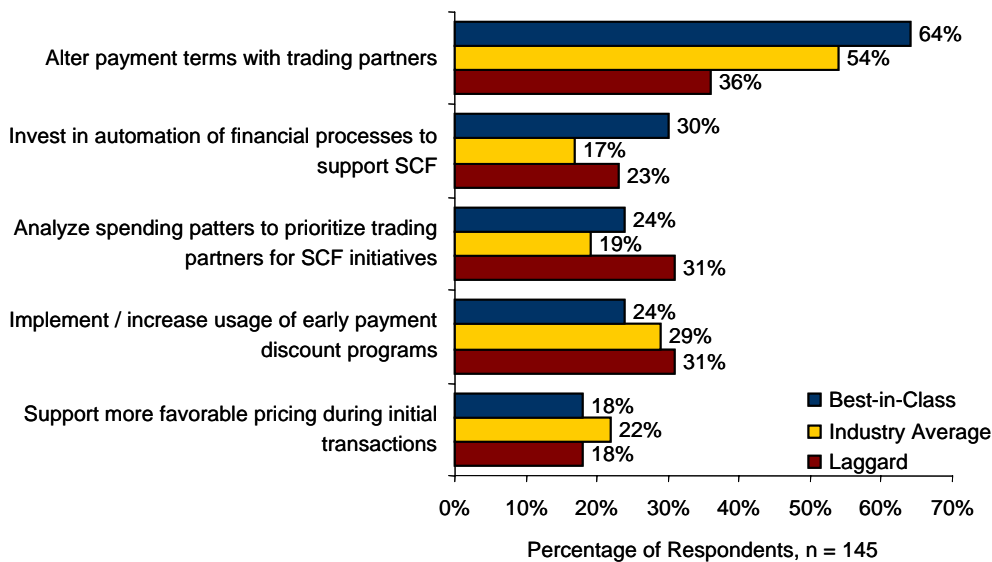 Alter payment terms with trading partners
64%
54%
36%
Invest in automation of financial processes to
support SCF
30%
17%
23%
Analyze spending patters to prioritize trading
partners for SCF initiatives
24%
19%
31%
Implement / increase usage of early payment
discount programs
24%
29%
31%
Support more favorable pricing during initial
transactions
18%
22%
18%
Best-in-Class
Industry Average
Laggard
0% 10% 20% 30% 40% 50% 60% 70%
Percentage of Respondents, n = 145